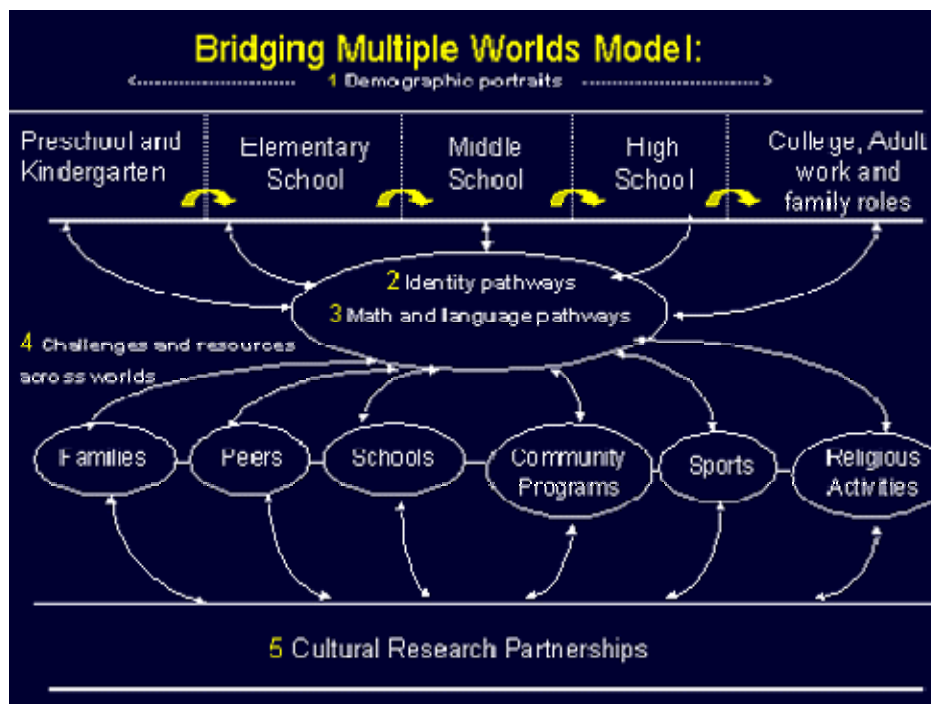 Bridging Multiple Worlds Model:
1 Demographic portraits
Preschool and
Kindergarten
Elementary
School
Middle
School
High
School
College, Adult
work and
family roles
2 Identity pathways
3 Math and language pathways
4 Challenges and resources
across worlds
Families
Peers
Schools
Community
Programs
Sports
Religious
Activities
5 Cultural Research Partnerships